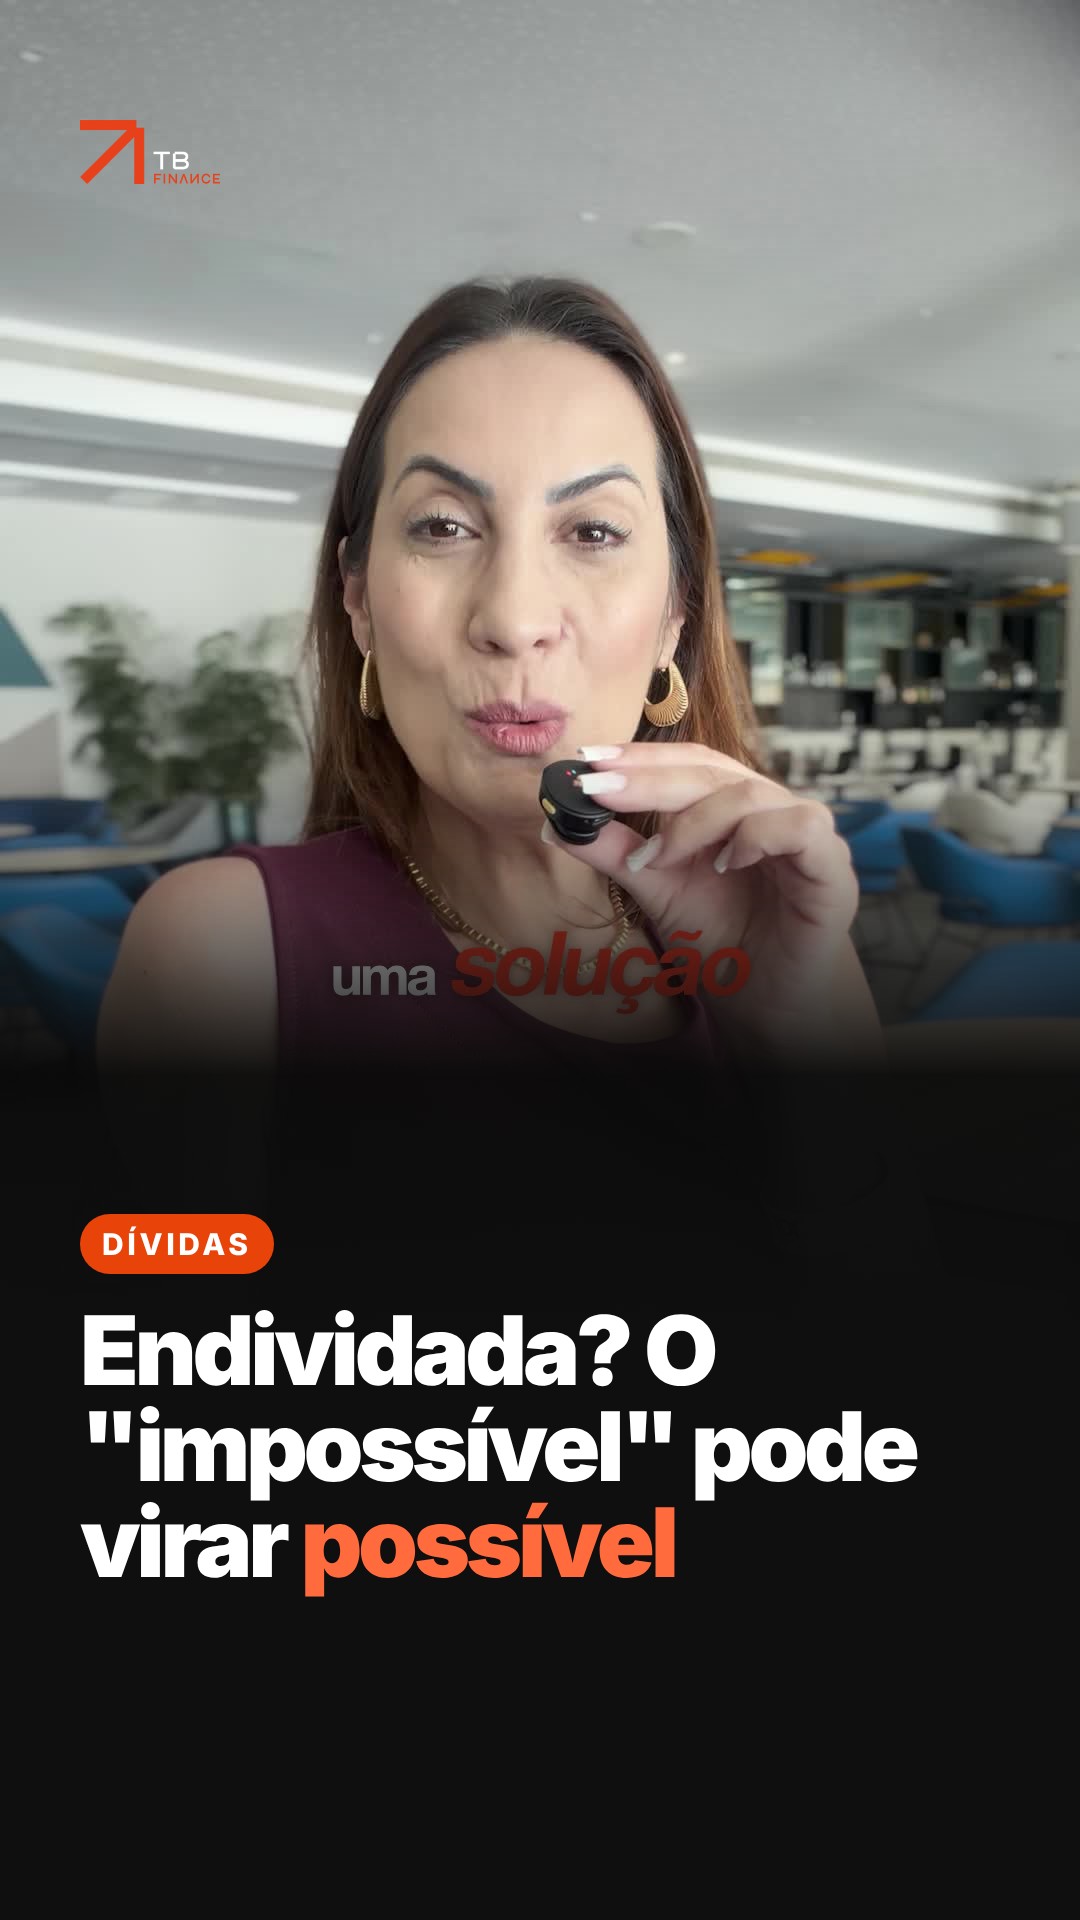 TB
FINANCE
uma solução
DÍVIDAS
Endividada? O
"impossível" pode
virar possível